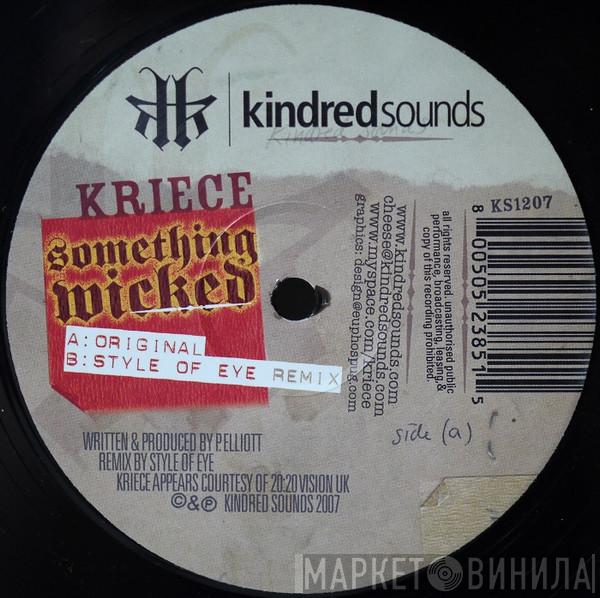 kindredsounds
Kindred Sounds
KRIECE
something
wicked
A:ORIGINAL
B:STYLE OF EYE REMIX
www.kindredsounds.com
cheese@kindredsounds.com
www.myspace.com/kriece
graphics: design@euphospug.com
all rights reserved. unauthorised public
performance, broadcasting, leasing,&
copy of this recording prohibited.
KS1207
8 00505 23851 5
side (a)
WRITTEN & PRODUCED BY P.ELLIOTT
REMIX BY STYLE OF EYE
KRIECE APPEARS COURTESY OF 20:20 VISION UK
©&℗ KINDRED SOUNDS 2007
МАРКЕТ ВИНИЛА